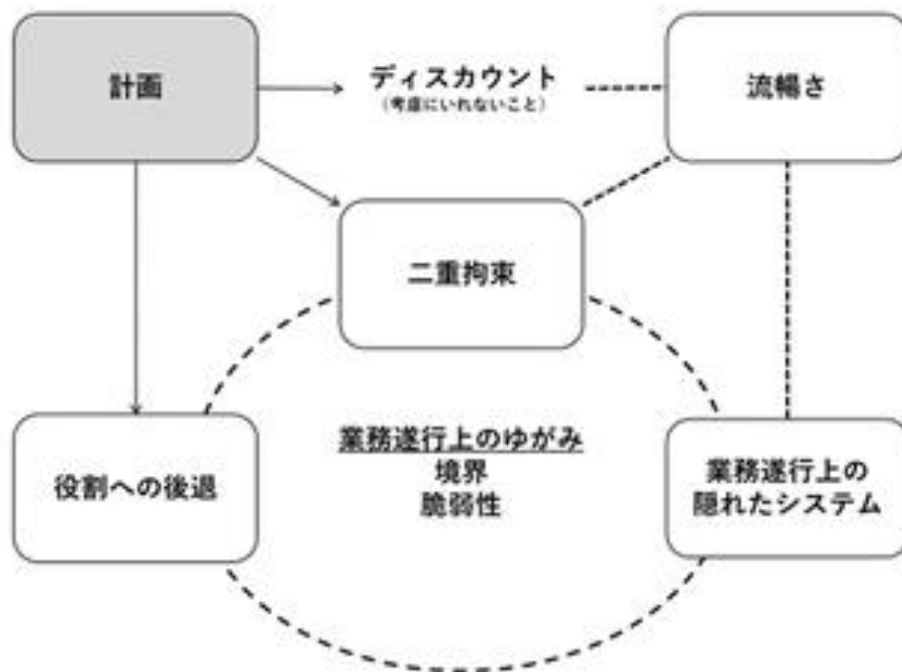 計画
ディスカウント
（考慮にいれないこと）
流暢さ
二重拘束
役割への後退
業務遂行上のゆがみ
境界
脆弱性
業務遂行上の
隠れたシステム